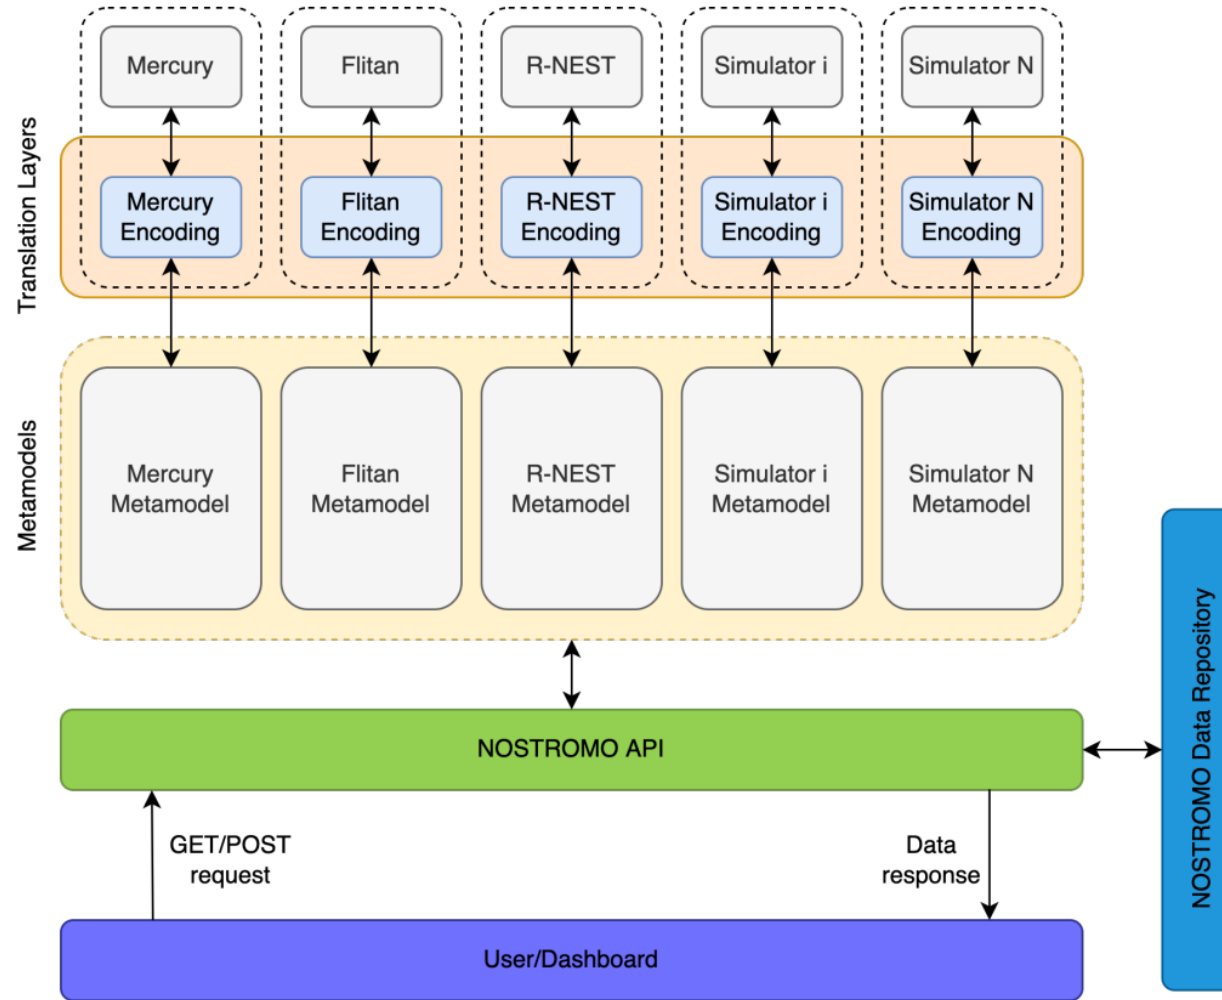 Mercury
Flitan
R-NEST
Simulator i
Simulator N
Translation Layers
Mercury
Encoding
Flitan
Encoding
R-NEST
Encoding
Simulator i
Encoding
Simulator N
Encoding
Metamodels
Mercury
Metamodel
Flitan
Metamodel
R-NEST
Metamodel
Simulator i
Metamodel
Simulator N
Metamodel
NOSTROMO API
NOSTROMO Data Repository
GET/POST
request
Data
response
User/Dashboard